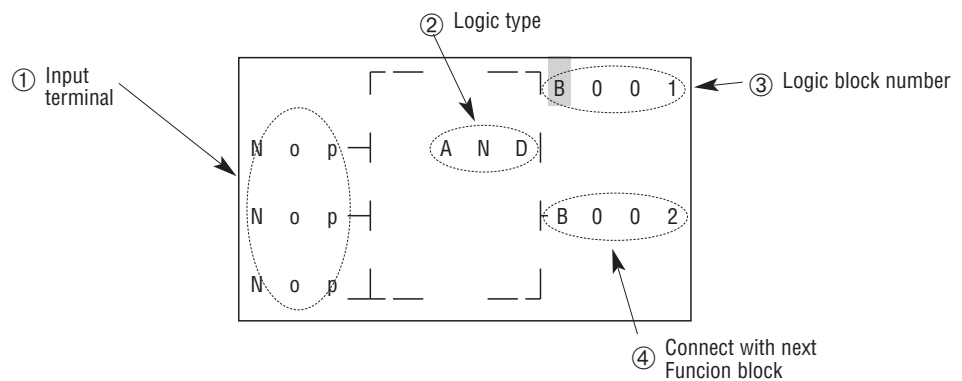 ② Logic type
① Input
terminal
B 0 0 1
③ Logic block number
N o p
A N D
N o p
B 0 0 2
N o p
④ Connect with next
Funcion block